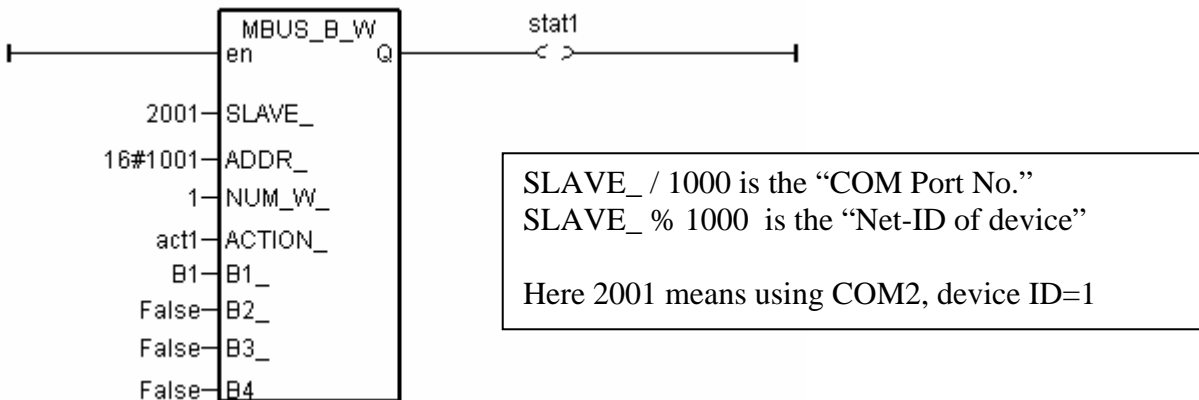 MBUS_B_W
stat1
en Q
2001 SLAVE_
16#1001 ADDR_
1 NUM_W_
act1 ACTION_
B1 B1_
False B2_
False B3_
False B4
SLAVE_ / 1000 is the “COM Port No.”
SLAVE_ % 1000 is the “Net-ID of device”
Here 2001 means using COM2, device ID=1